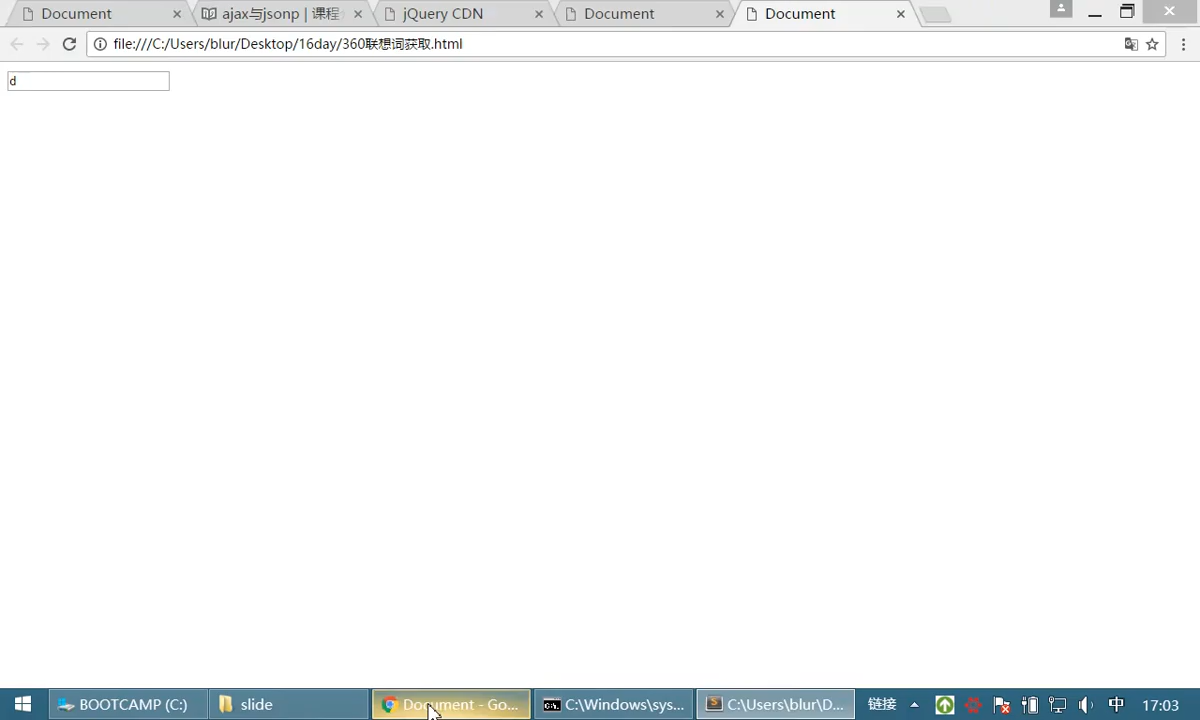 Document
ajax与jsonp | 课程
jQuery CDN
Document
Document
file:///C:/Users/blur/Desktop/16day/360联想词获取.html
d
BOOTCAMP (C:)
slide
Document - Go...
C:\Windows\sys...
C:\Users\blur\D...
链接
中
17:03